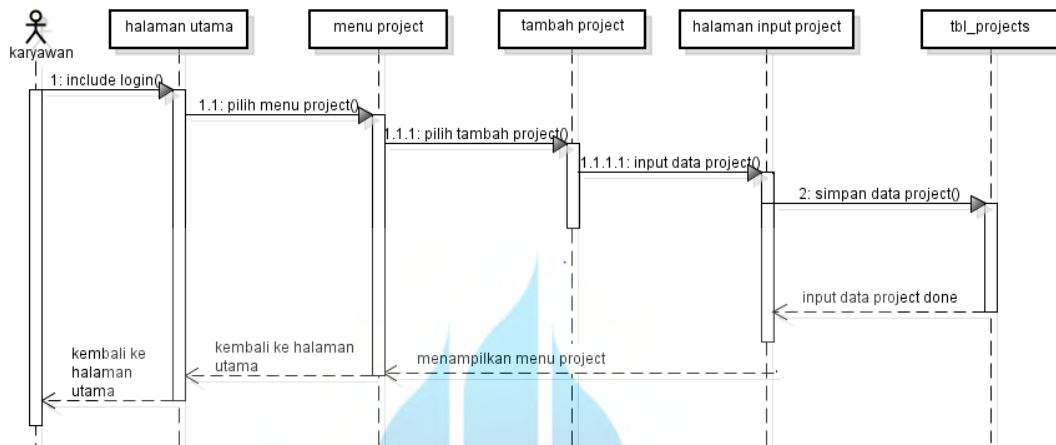 halaman utama
menu project
tambah project
halaman input project
tbl_projects
karyawan
1: include login()
1.1: pilih menu project()
1.1.1: pilih tambah project()
1.1.1.1: input data project()
2: simpan data project()
input data project done
menampilkan menu project
kembali ke halaman
utama
kembali ke
halaman
utama